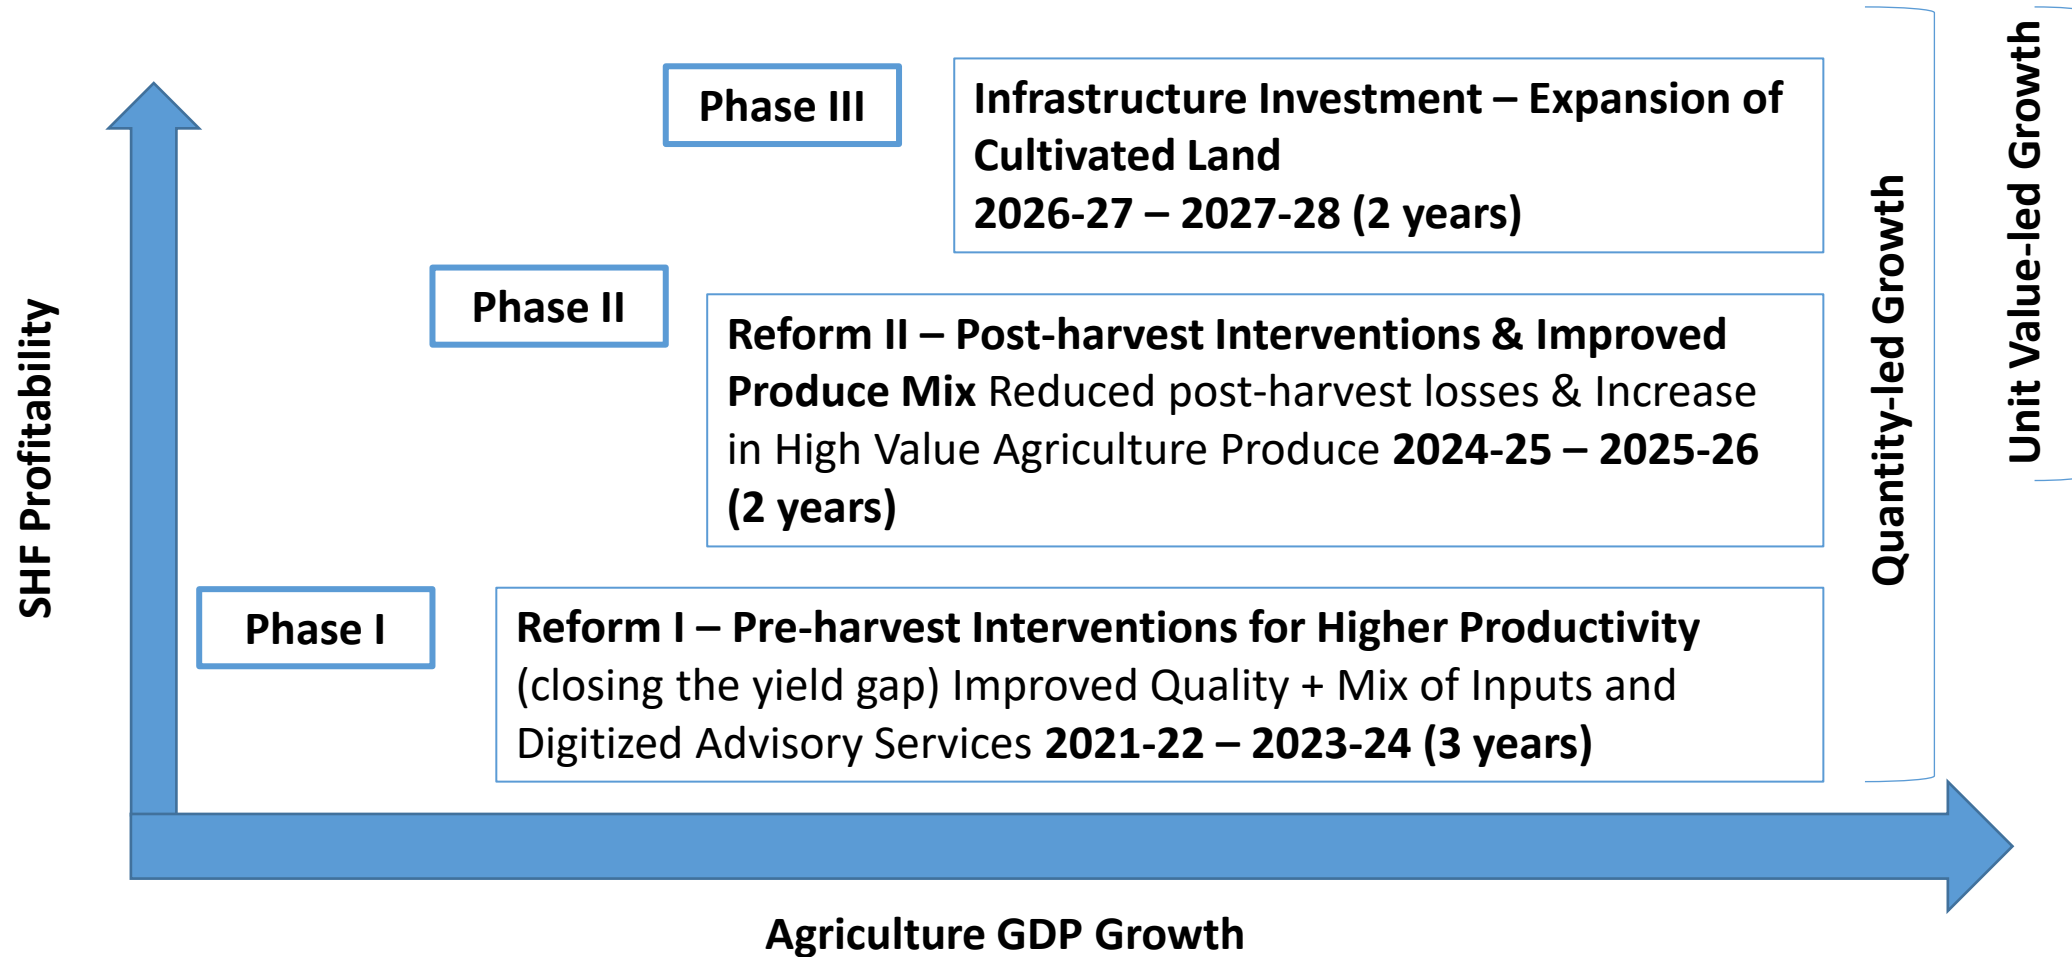 Phase III
Infrastructure Investment – Expansion of
Cultivated Land
2026-27 – 2027-28 (2 years)
Phase II
Reform II – Post-harvest Interventions & Improved
Produce Mix Reduced post-harvest losses & Increase
in High Value Agriculture Produce 2024-25 – 2025-26
(2 years)
Phase I
Reform I – Pre-harvest Interventions for Higher Productivity
(closing the yield gap) Improved Quality + Mix of Inputs and
Digitized Advisory Services 2021-22 – 2023-24 (3 years)
SHF Profitability
Agriculture GDP Growth
Quantity-led Growth
Unit Value-led Growth